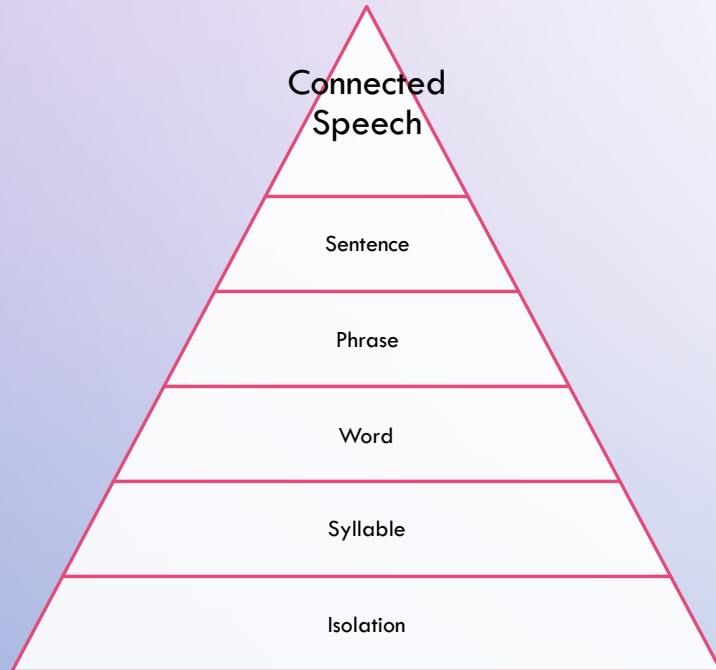 Connected
Speech
Sentence
Phrase
Word
Syllable
Isolation